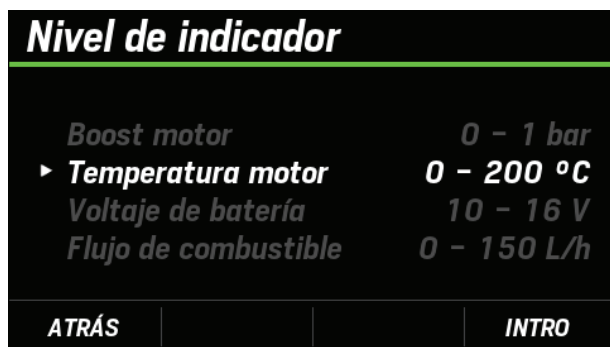 Nivel de indicador
Boost motor 0 - 1 bar
Temperatura motor 0 - 200 ºC
Voltaje de batería 10 - 16 V
Flujo de combustible 0 - 150 L/h
ATRÁS INTRO